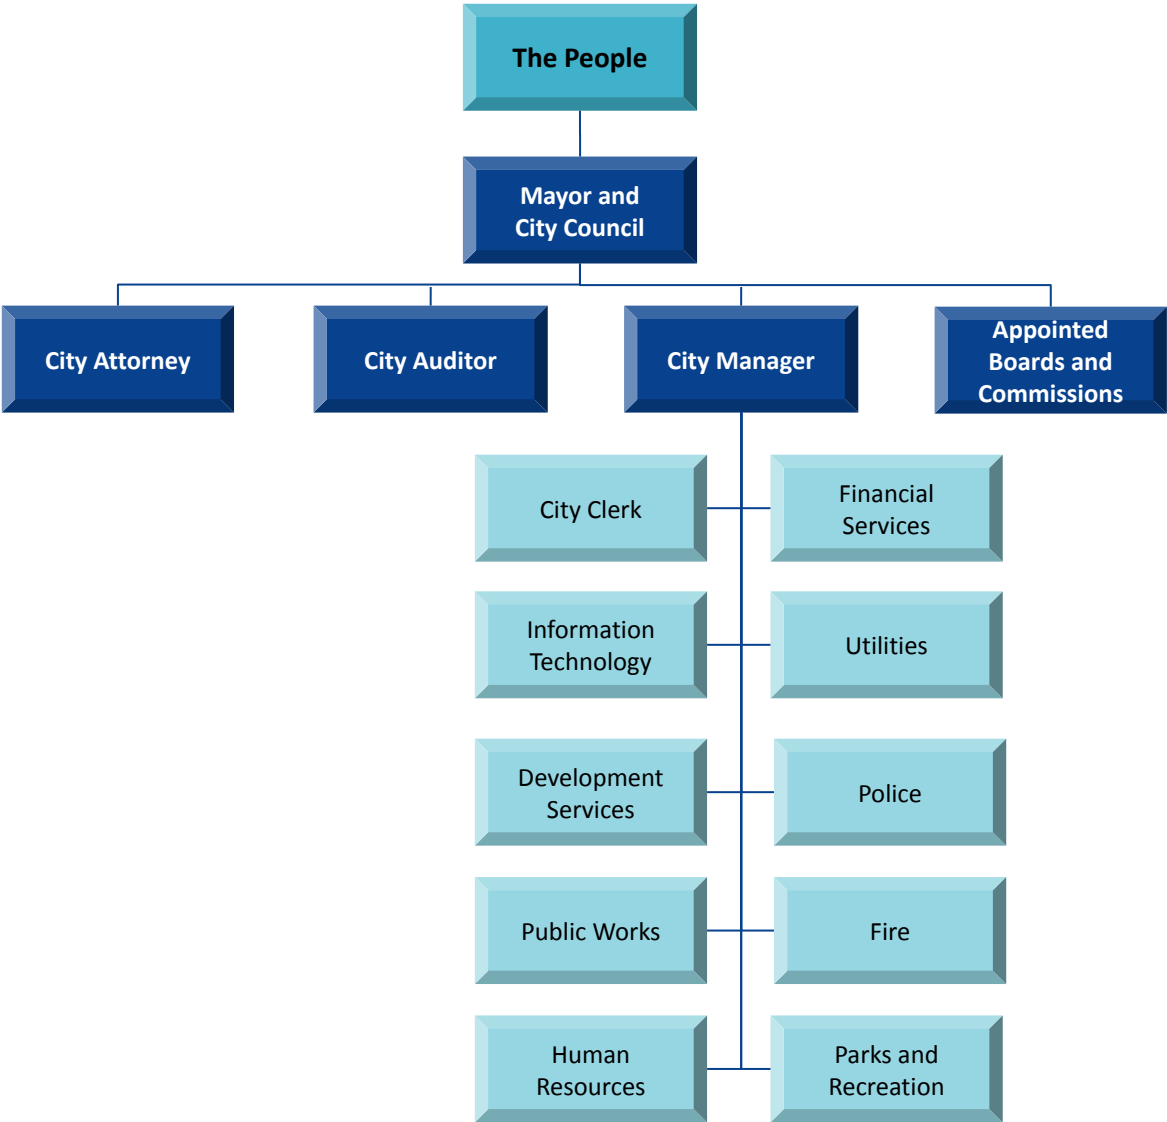 The People
Mayor and
City Council
City Attorney
City Auditor
City Manager
Appointed
Boards and
Commissions
City Clerk
Financial
Services
Information
Technology
Utilities
Development
Services
Police
Public Works
Fire
Human
Resources
Parks and
Recreation